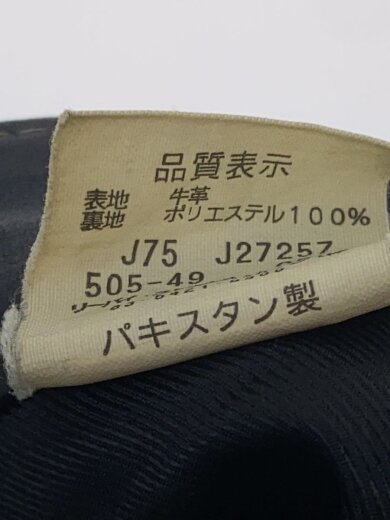 品質表示
表地 牛革
裏地 ポリエステル100%
J75 J27257
505-49
パキスタン製